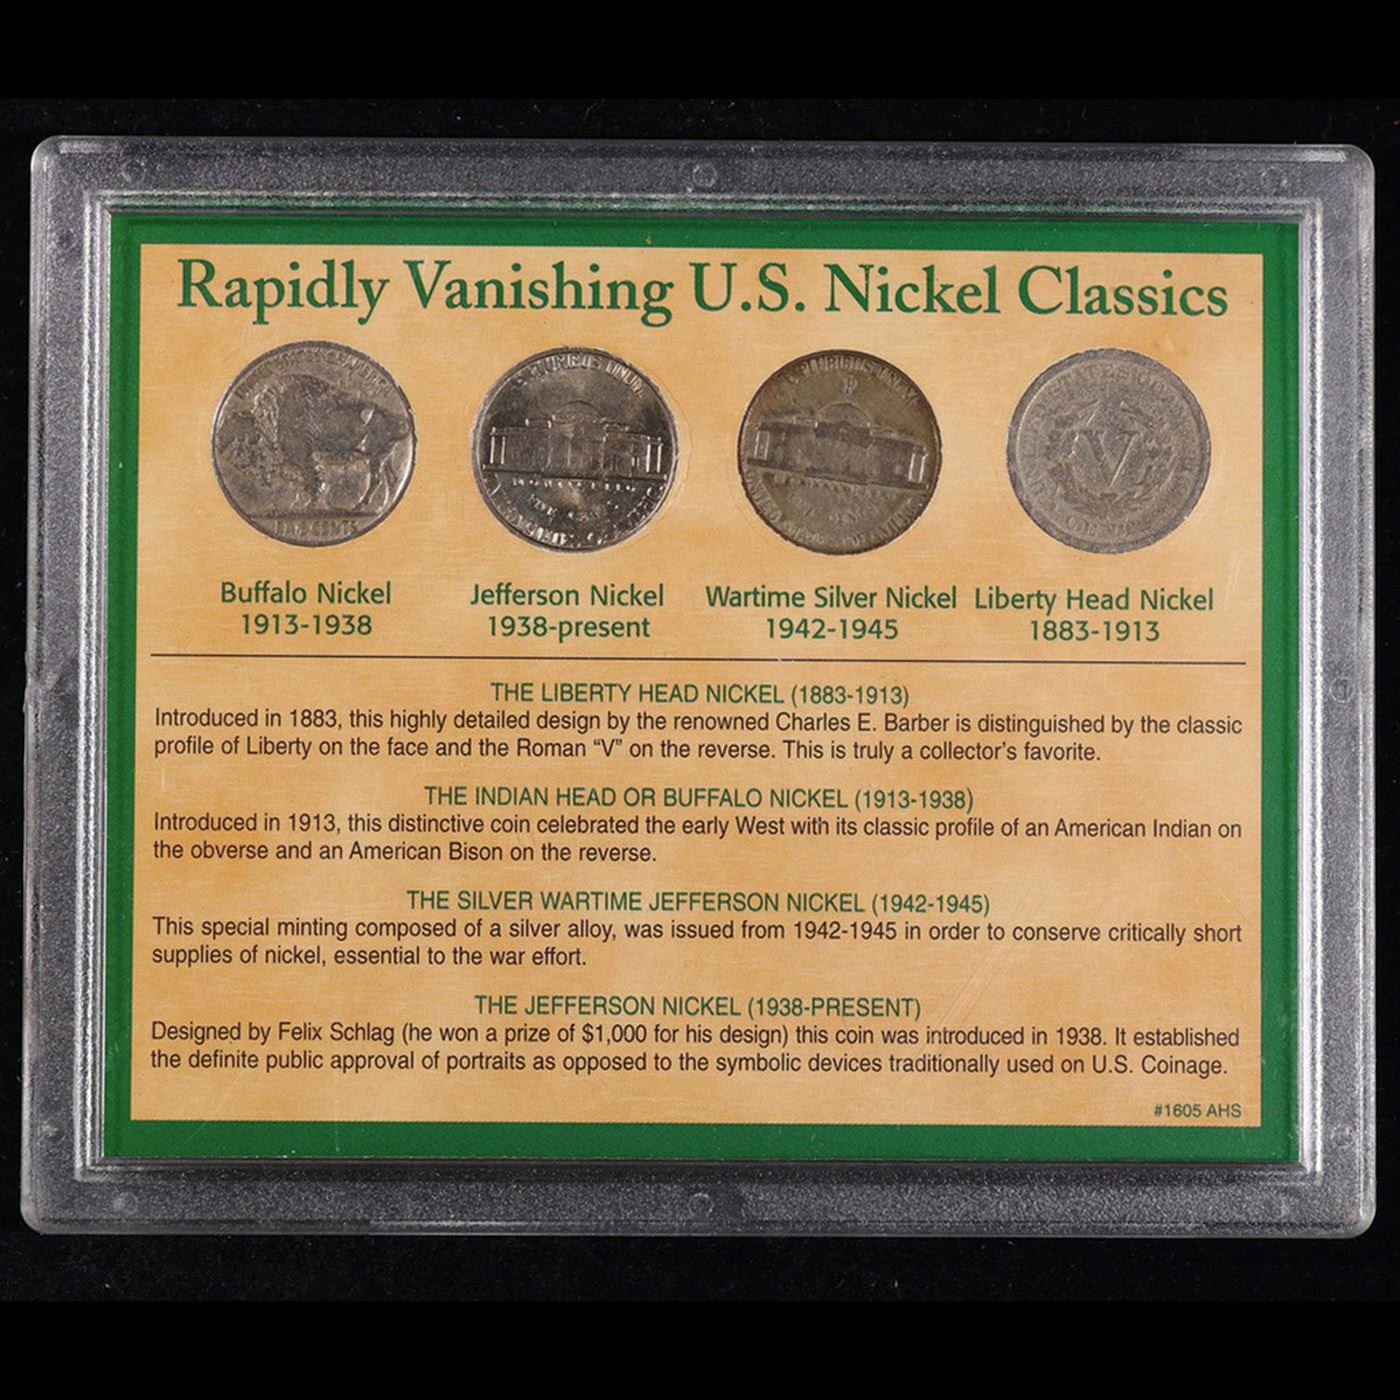 Rapidly Vanishing U.S. Nickel Classics
FIVE CENTS
E PLURIBUS UNUM
MONTICELLO
FIVE CENTS
E PLURIBUS UNUM
P
V
Buffalo Nickel
1913-1938
Jefferson Nickel
1938-present
Wartime Silver Nickel
1942-1945
Liberty Head Nickel
1883-1913
THE LIBERTY HEAD NICKEL (1883-1913)
Introduced in 1883, this highly detailed design by the renowned Charles E. Barber is distinguished by the classic
profile of Liberty on the face and the Roman “V” on the reverse. This is truly a collector’s favorite.
THE INDIAN HEAD OR BUFFALO NICKEL (1913-1938)
Introduced in 1913, this distinctive coin celebrated the early West with its classic profile of an American Indian on
the obverse and an American Bison on the reverse.
THE SILVER WARTIME JEFFERSON NICKEL (1942-1945)
This special minting composed of a silver alloy, was issued from 1942-1945 in order to conserve critically short
supplies of nickel, essential to the war effort.
THE JEFFERSON NICKEL (1938-PRESENT)
Designed by Felix Schlag (he won a prize of $1,000 for his design) this coin was introduced in 1938. It established
the definite public approval of portraits as opposed to the symbolic devices traditionally used on U.S. Coinage.
#1605 AHS